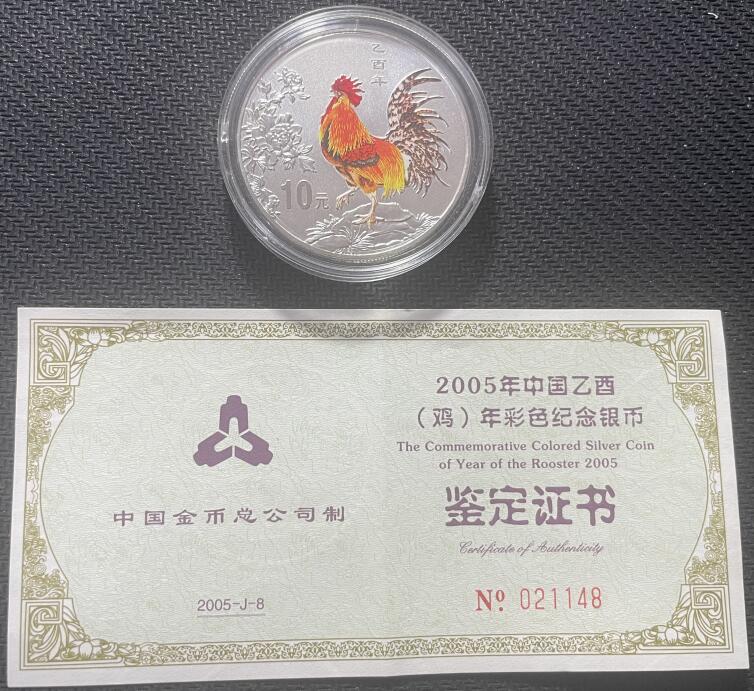 乙酉年
10元
2005年中国乙酉
（鸡）年彩色纪念银币
The Commemorative Colored Silver Coin
of Year of the Rooster 2005
鉴定证书
Certificate of Authenticity
№ 021148
中国金币总公司制
2005-J-8